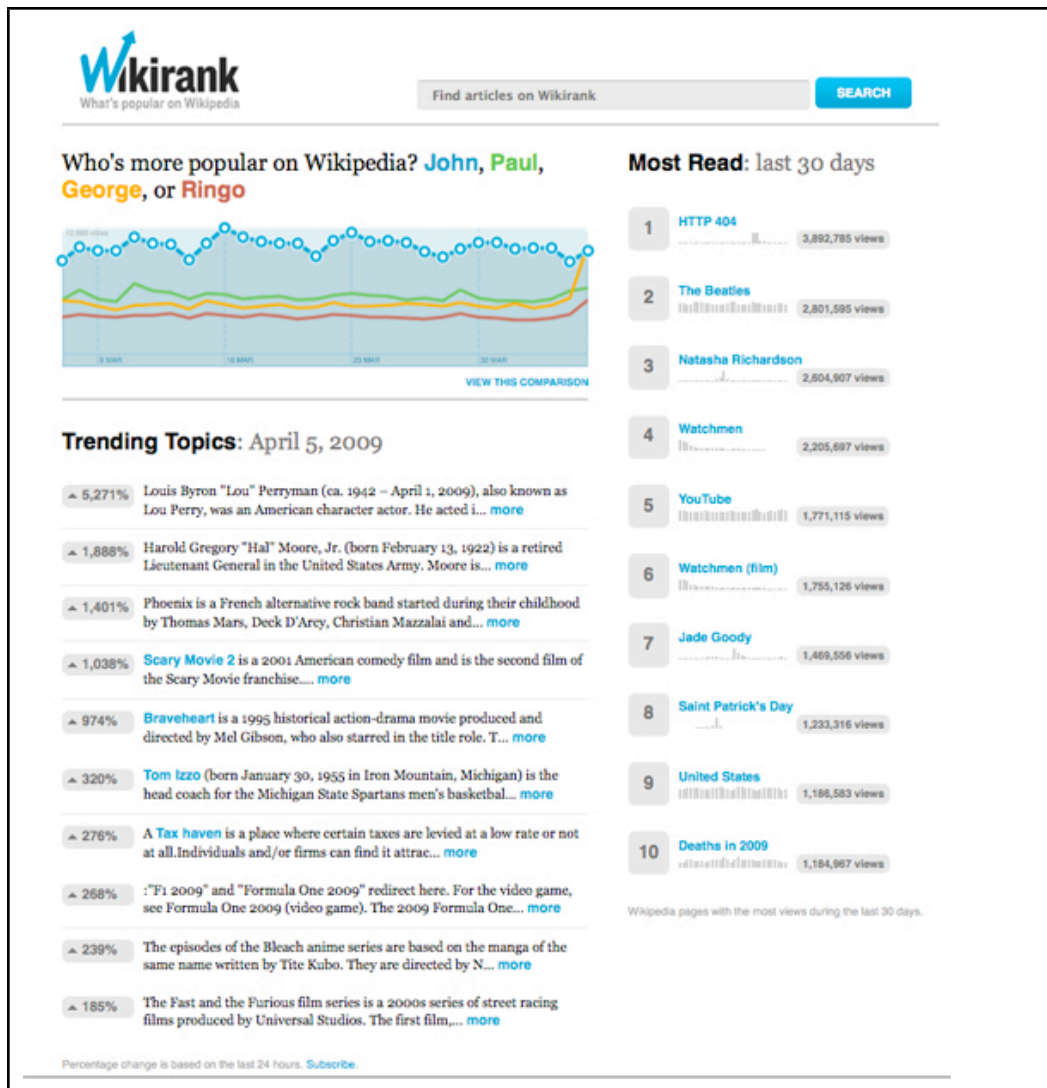 Wikirank
What's popular on Wikipedia
Find articles on Wikirank
SEARCH
Who's more popular on Wikipedia? John, Paul,
George, or Ringo
9 MAR
16 MAR
23 MAR
30 MAR
VIEW THIS COMPARISON
Trending Topics: April 5, 2009
5,271%
Louis Byron "Lou" Perryman (ca. 1942 – April 1, 2009), also known as
Lou Perry, was an American character actor. He acted i... more
1,888%
Harold Gregory "Hal" Moore, Jr. (born February 13, 1922) is a retired
Lieutenant General in the United States Army. Moore is... more
1,401%
Phoenix is a French alternative rock band started during their childhood
by Thomas Mars, Deck D'Arcy, Christian Mazzalai and... more
1,038%
Scary Movie 2 is a 2001 American comedy film and is the second film of
the Scary Movie franchise.... more
974%
Braveheart is a 1995 historical action-drama movie produced and
directed by Mel Gibson, who also starred in the title role. T... more
320%
Tom Izzo (born January 30, 1955 in Iron Mountain, Michigan) is the
head coach for the Michigan State Spartans men's basketbal... more
276%
A Tax haven is a place where certain taxes are levied at a low rate or not
at all.Individuals and/or firms can find it attrac... more
268%
:"F1 2009" and "Formula One 2009" redirect here. For the video game,
see Formula One 2009 (video game). The 2009 Formula One... more
239%
The episodes of the Bleach anime series are based on the manga of the
same name written by Tite Kubo. They are directed by N... more
185%
The Fast and the Furious film series is a 2000s series of street racing
films produced by Universal Studios. The first film,... more
Percentage change is based on the last 24 hours. Subscribe.
Most Read: last 30 days
1
HTTP 404
3,892,785 views
2
The Beatles
2,801,595 views
3
Natasha Richardson
2,604,907 views
4
Watchmen
2,205,697 views
5
YouTube
1,771,115 views
6
Watchmen (film)
1,755,126 views
7
Jade Goody
1,469,556 views
8
Saint Patrick's Day
1,233,316 views
9
United States
1,186,583 views
10
Deaths in 2009
1,184,967 views
Wikipedia pages with the most views during the last 30 days.